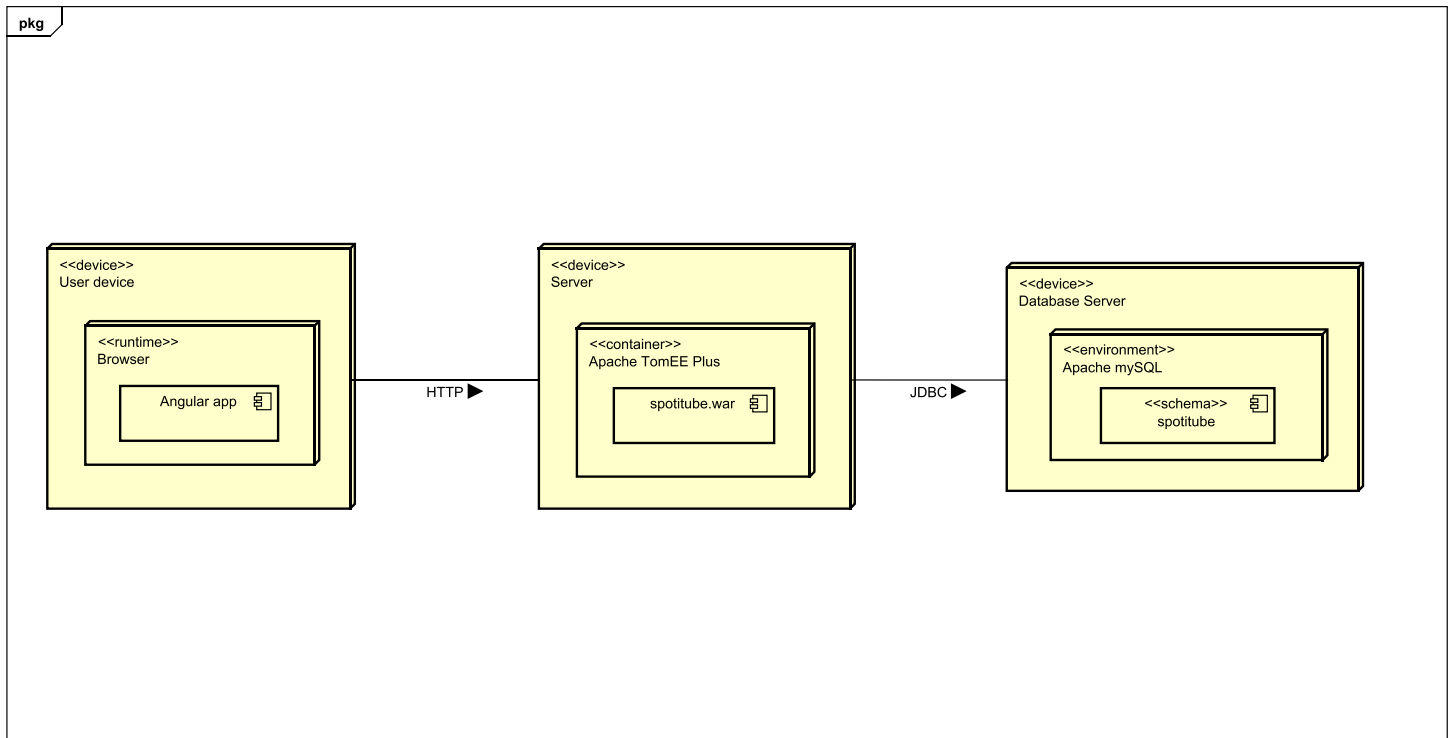 pkg
<<device>>
User device
<<runtime>>
Browser
Angular app
HTTP
<<device>>
Server
<<container>>
Apache TomEE Plus
spotitube.war
JDBC
<<device>>
Database Server
<<environment>>
Apache mySQL
<<schema>>
spotitube